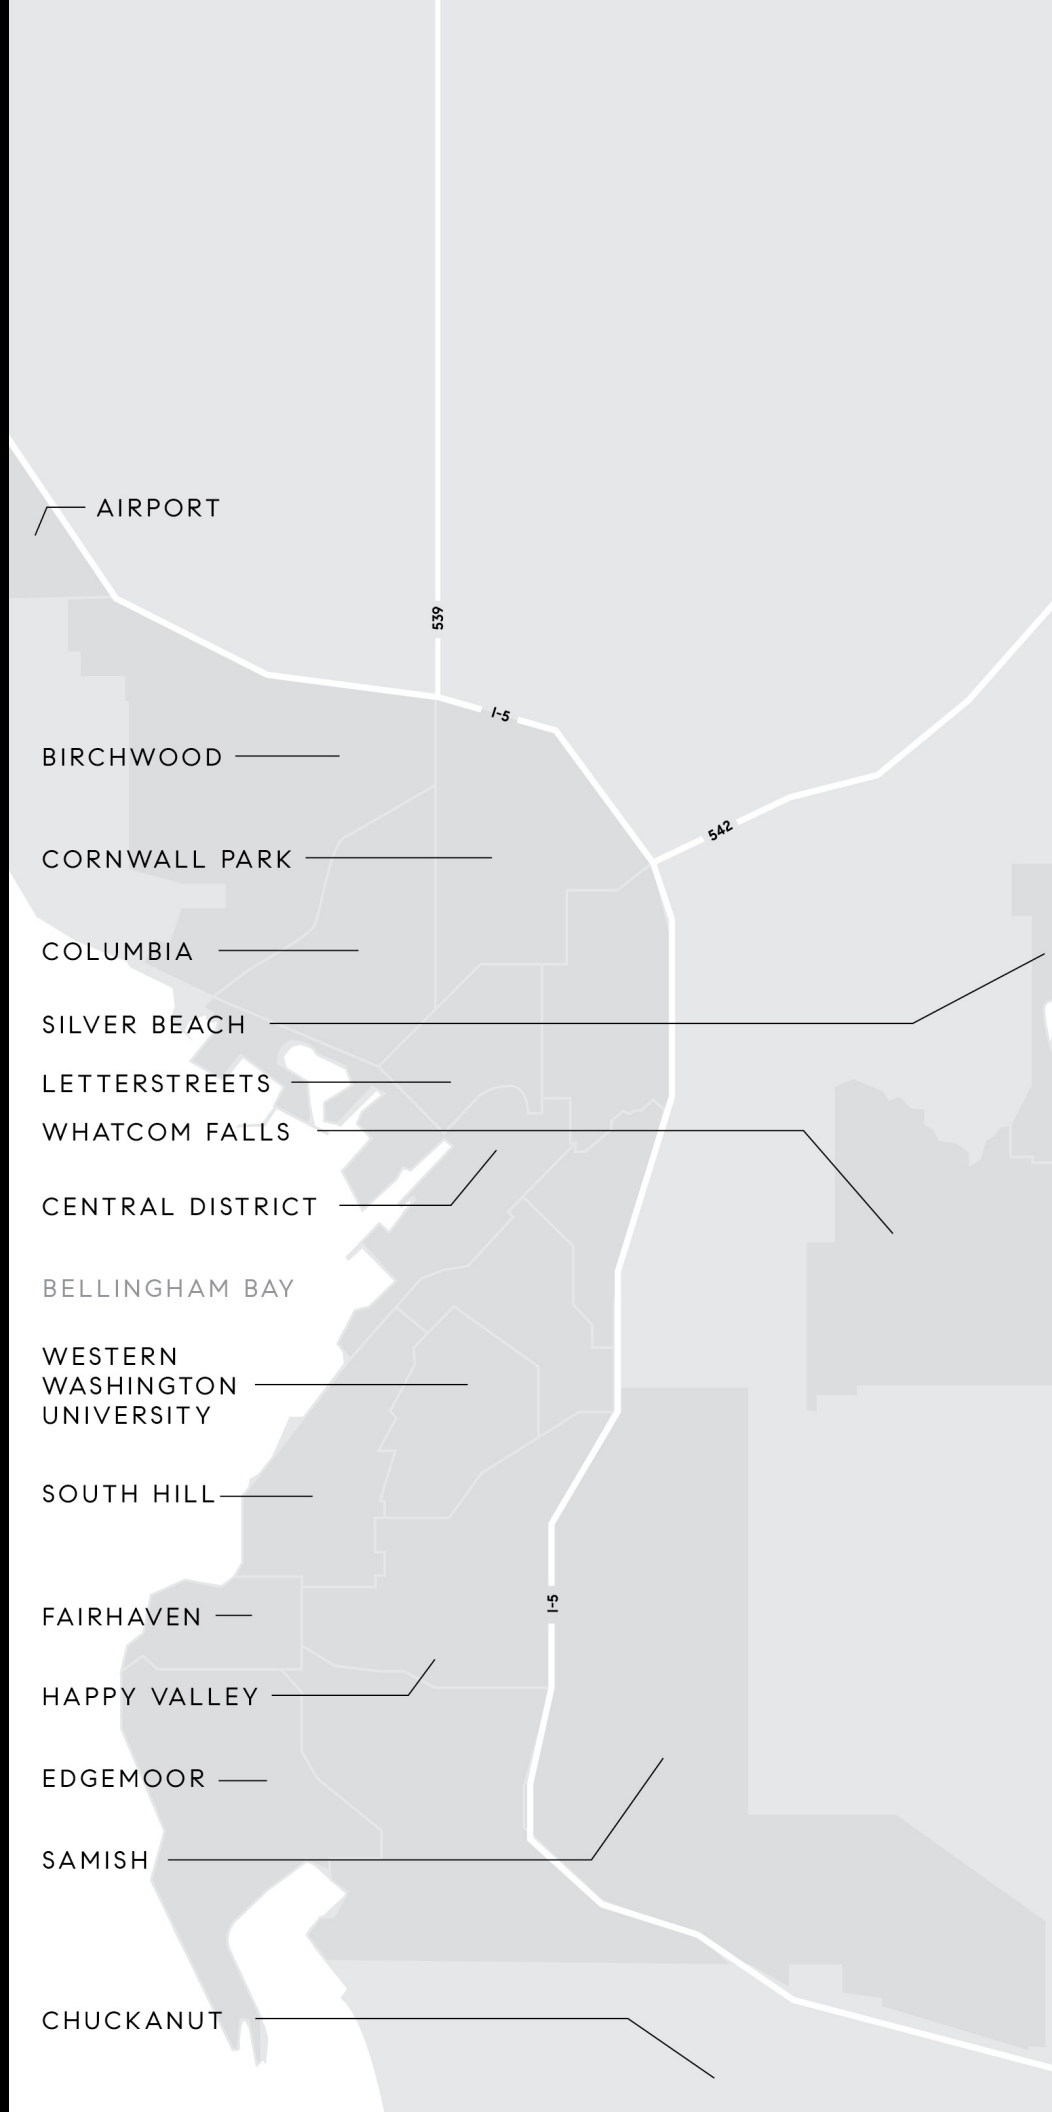 AIRPORT
539
I-5
BIRCHWOOD
542
CORNWALL PARK
COLUMBIA
SILVER BEACH
LETTERSTREETS
WHATCOM FALLS
CENTRAL DISTRICT
BELLINGHAM BAY
WESTERN
WASHINGTON
UNIVERSITY
SOUTH HILL
I-5
FAIRHAVEN
HAPPY VALLEY
EDGEMOOR
SAMISH
CHUCKANUT